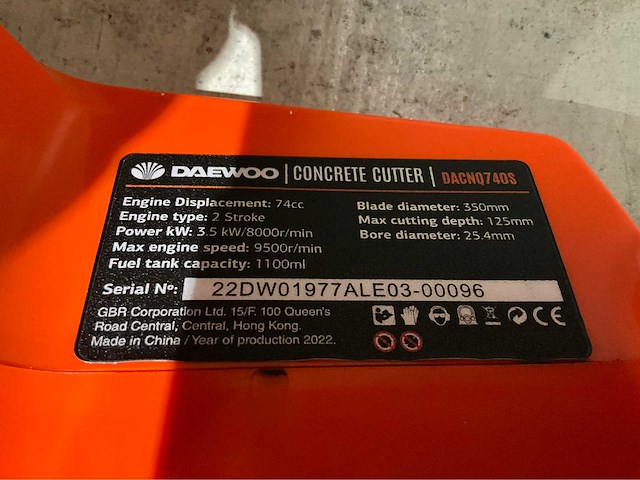 DAEWOO | CONCRETE CUTTER | DACNQ740S
Engine Displacement: 74cc
Engine type: 2 Stroke
Power kW: 3.5 kW/8000r/min
Max engine speed: 9500r/min
Fuel tank capacity: 1100ml
Blade diameter: 350mm
Max cutting depth: 125mm
Bore diameter: 25.4mm
Serial Nº: 22DW01977ALE03-00096
GBR Corporation Ltd. 15/F. 100 Queen's
Road Central, Central, Hong Kong.
Made in China / Year of production 2022.
CE